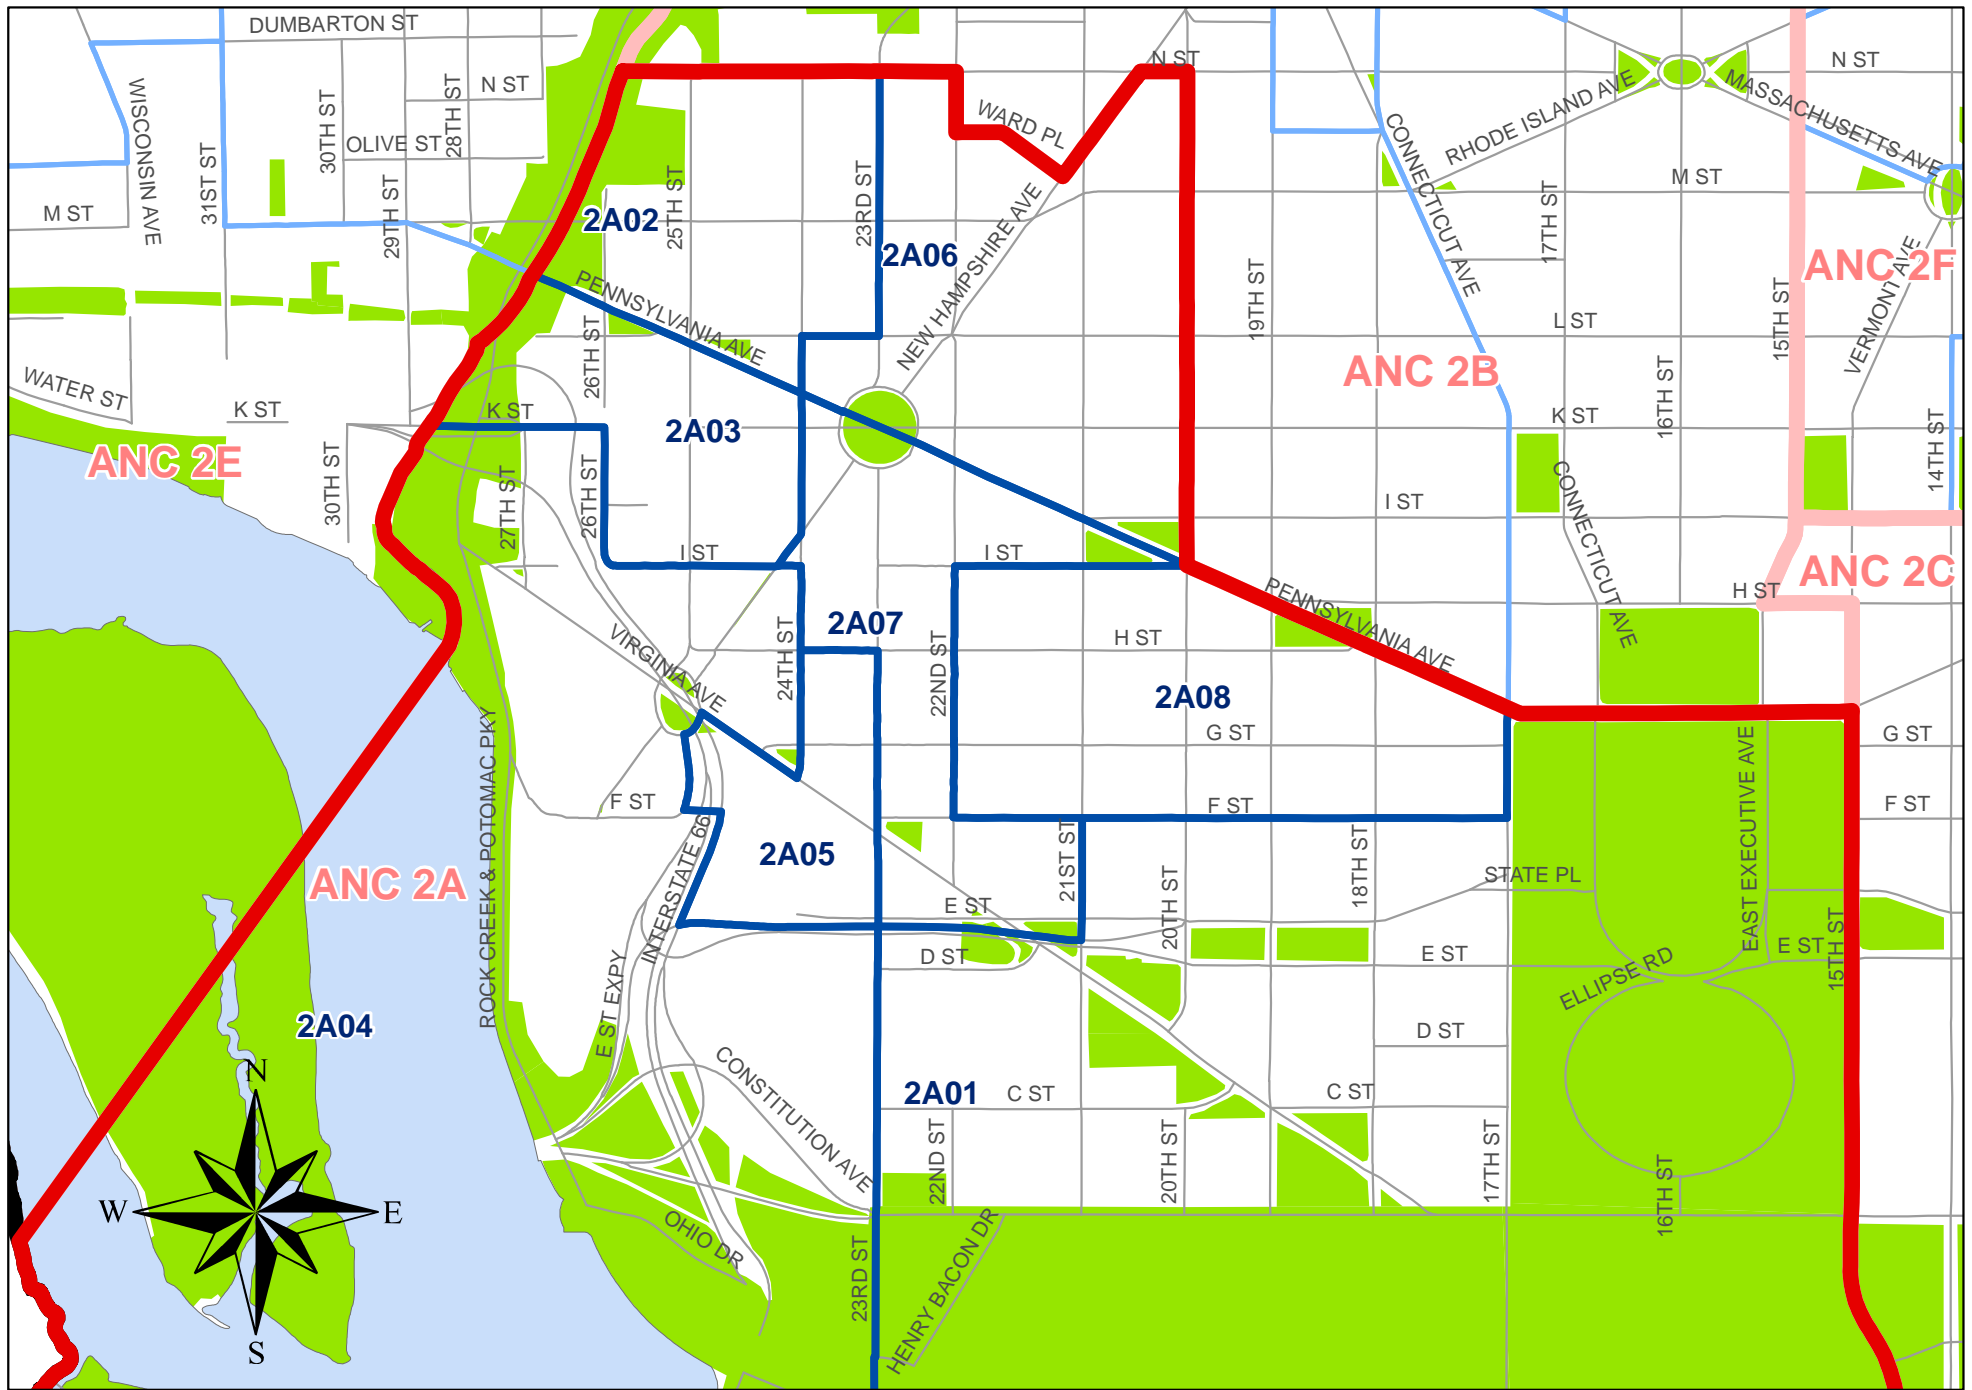 DUMBARTON ST
N ST
N ST
N ST
WISCONSIN AVE
31ST ST
30TH ST
OLIVE ST
28TH ST
29TH ST
M ST
WARD PL
RHODE ISLAND AVE
MASSACHUSETTS AVE
CONNECTICUT AVE
M ST
17TH ST
2A02
25TH ST
23RD ST
2A06
NEW HAMPSHIRE AVE
ANC 2F
VERMONT AVE
15TH ST
19TH ST
PENNSYLVANIA AVE
26TH ST
L ST
16TH ST
ANC 2B
WATER ST
K ST
K ST
2A03
K ST
14TH ST
ANC 2E
30TH ST
27TH ST
26TH ST
I ST
I ST
I ST
CONNECTICUT AVE
ANC 2C
H ST
PENNSYLVANIA AVE
2A07
H ST
VIRGINIA AVE
24TH ST
22ND ST
2A08
G ST
G ST
ROCK CREEK & POTOMAC PKY
EAST EXECUTIVE AVE
F ST
F ST
F ST
INTERSTATE 66
2A05
21ST ST
20TH ST
18TH ST
STATE PL
ANC 2A
E ST
D ST
E ST
E ST
15TH ST
ELLIPSE RD
E ST EXPY
2A04
D ST
CONSTITUTION AVE
2A01
C ST
C ST
22ND ST
20TH ST
17TH ST
16TH ST
OHIO DR
23RD ST
HENRY BACON DR
N
W
E
S